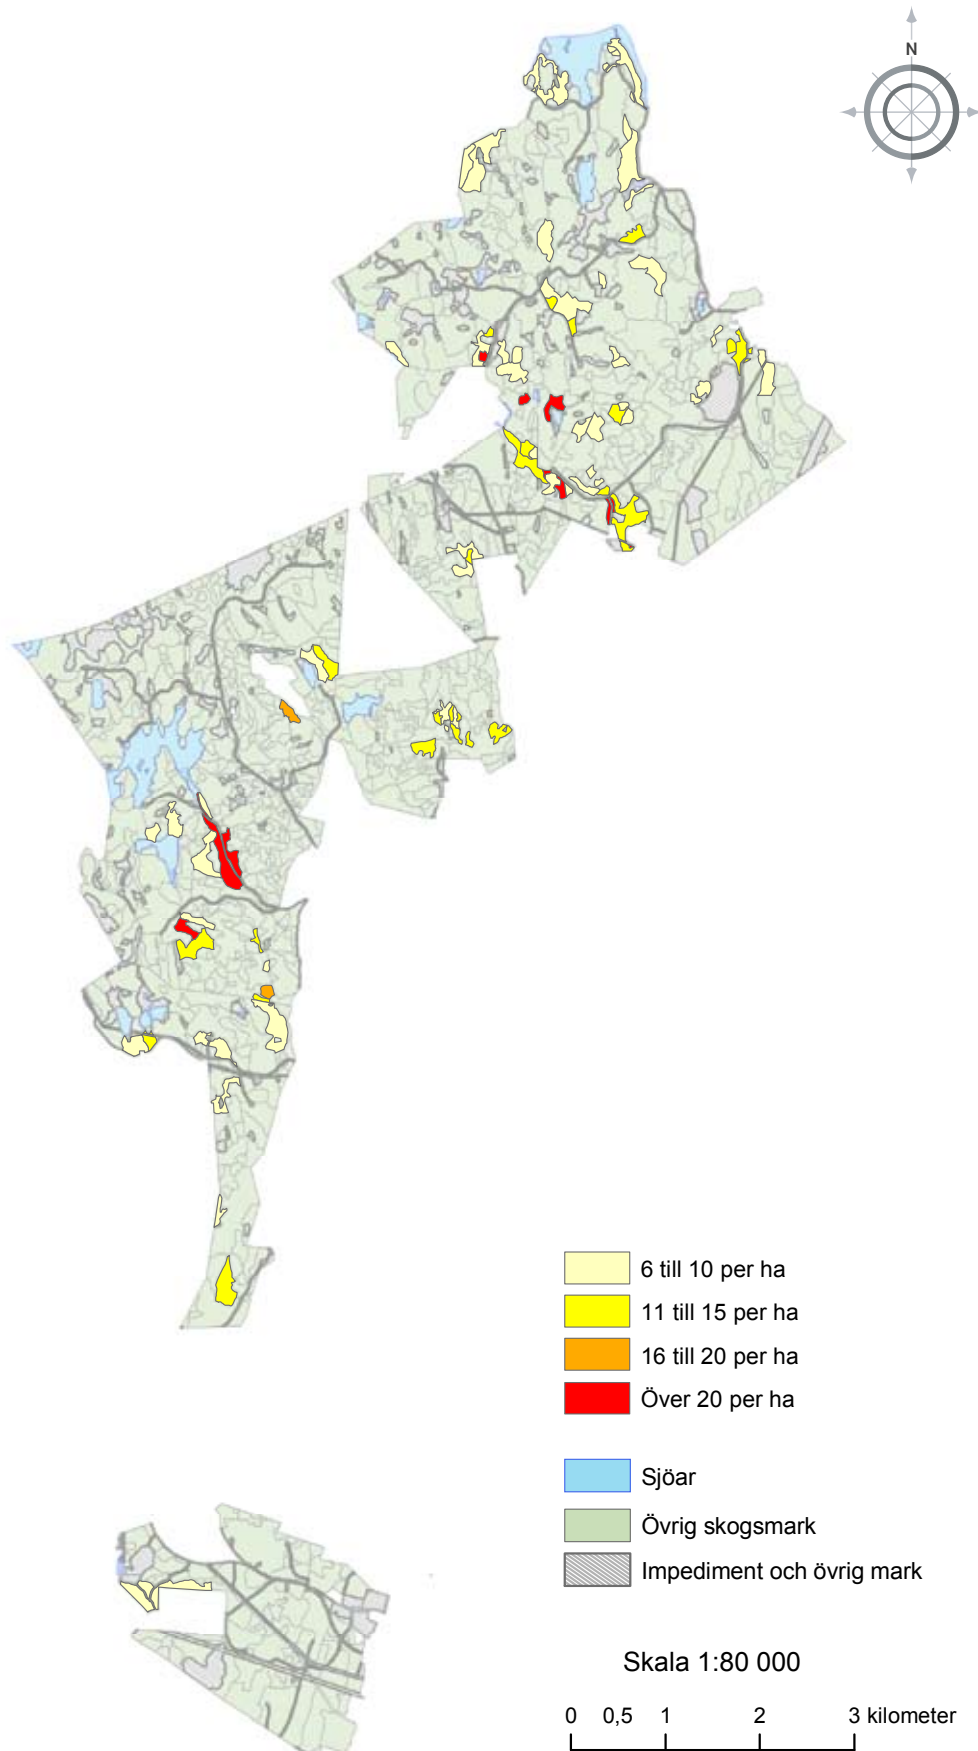 N
6 till 10 per ha
11 till 15 per ha
16 till 20 per ha
Över 20 per ha
Sjöar
Övrig skogsmark
Impediment och övrig mark
Skala 1:80 000
0 0,5 1 2 3 kilometer